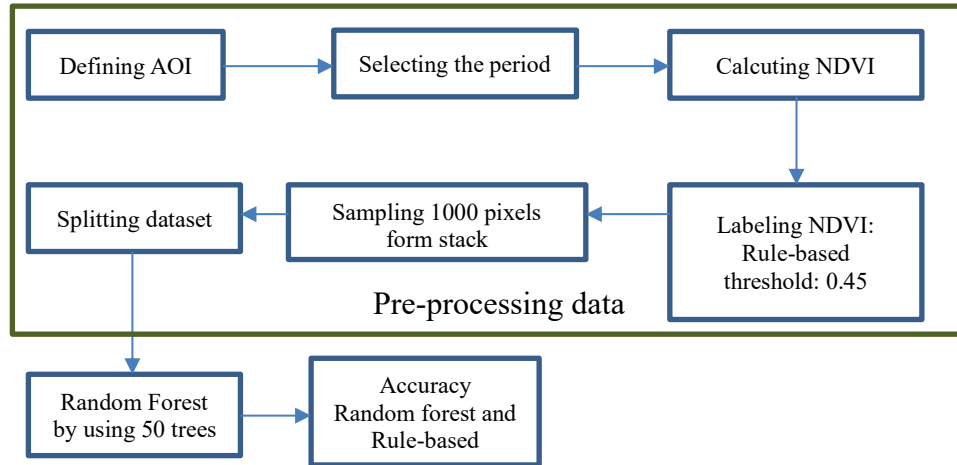 Defining AOI
Selecting the period
Calcuting NDVI
Labeling NDVI:
Rule-based
threshold: 0.45
Sampling 1000 pixels
form stack
Splitting dataset
Pre-processing data
Random Forest
by using 50 trees
Accuracy
Random forest and
Rule-based